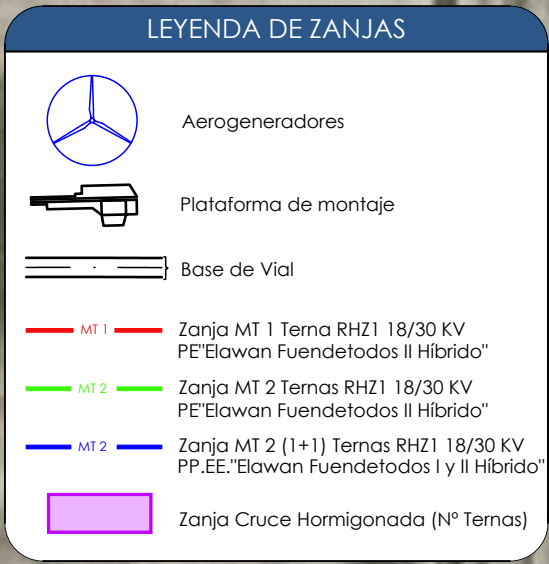 LEYENDA DE ZANJAS
Aerogeneradores
Plataforma de montaje
Base de Vial
MT 1
Zanja MT 1 Terna RHZ1 18/30 KV
PE"Elawan Fuendetodos II Híbrido"
MT 2
Zanja MT 2 Ternas RHZ1 18/30 KV
PE"Elawan Fuendetodos II Híbrido"
MT 2
Zanja MT 2 (1+1) Ternas RHZ1 18/30 KV
PP.EE."Elawan Fuendetodos I y II Híbrido"
Zanja Cruce Hormigonada (Nº Ternas)